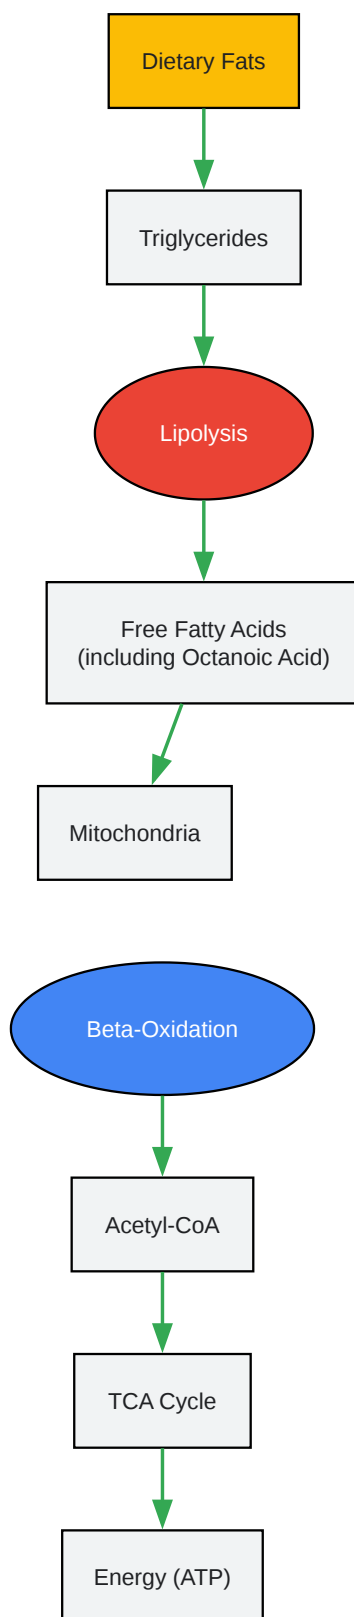 Dietary Fats
Triglycerides
Lipolysis
Free Fatty Acids
(including Octanoic Acid)
Mitochondria
Beta-Oxidation
Acetyl-CoA
TCA Cycle
Energy (ATP)